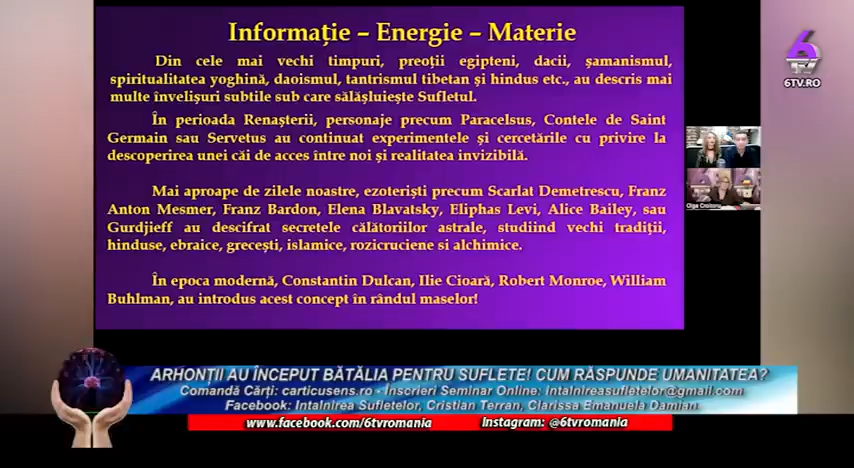 Informație – Energie – Materie
Din cele mai vechi timpuri, preoții egipteni, dacii, șamanismul,
spiritualitatea yoghină, daoismul, tantrismul tibetan și hindus etc., au descris mai
multe învelișuri subtile sub care sălășluiește Sufletul.
În perioada Renașterii, personaje precum Paracelsus, Contele de Saint
Germain sau Servetus au continuat experimentele și cercetările cu privire la
descoperirea unei căi de acces între noi și realitatea invizibilă.
Mai aproape de zilele noastre, ezoteriști precum Scarlat Demetrescu, Franz
Anton Mesmer, Franz Bardon, Elena Blavatsky, Eliphas Levi, Alice Bailey, sau
Gurdjieff au descifrat secretele călătoriilor astrale, studiind vechi tradiții,
hinduse, ebraice, grecești, islamice, rozicruciene si alchimice.
În epoca modernă, Constantin Dulcan, Ilie Cioară, Robert Monroe, William
Buhlman, au introdus acest concept în rândul maselor!
6
TV
6TV.RO
Olga Croitoru
ARHONȚII AU ÎNCEPUT BĂTĂLIA PENTRU SUFLETE! CUM RĂSPUNDE UMANITATEA?
Comandă Cărți: carticusens.ro - Înscrieri Seminar Online: intalnireasufletelor@gmail.com
Facebook: Intalnirea Sufletelor, Cristian Terran, Clarissa Emanuela Damian
www.facebook.com/6tvromania
Instagram: @6tvromania